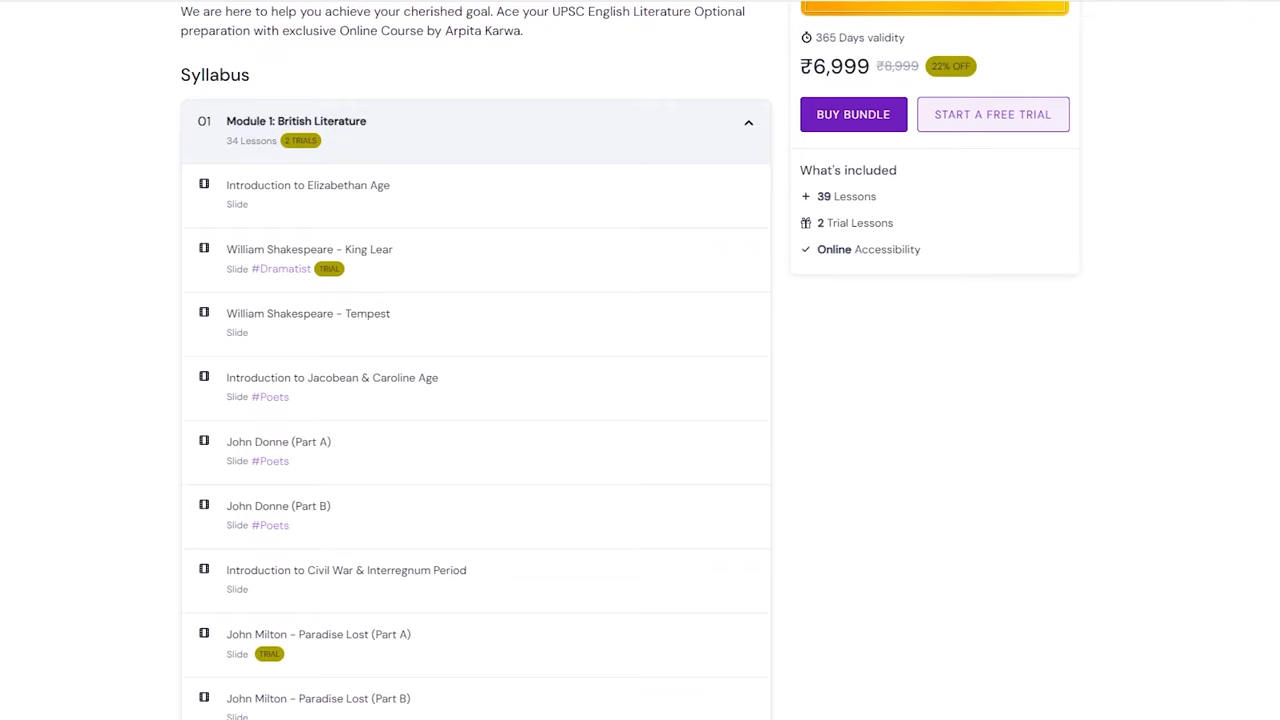 We are here to help you achieve your cherished goal. Ace your UPSC English Literature Optional
preparation with exclusive Online Course by Arpita Karwa.
Syllabus
01 Module 1: British Literature
34 Lessons 2 TRIALS
Introduction to Elizabethan Age
Slide
William Shakespeare - King Lear
Slide #Dramatist TRIAL
William Shakespeare - Tempest
Slide
Introduction to Jacobean & Caroline Age
Slide #Poets
John Donne (Part A)
Slide #Poets
John Donne (Part B)
Slide #Poets
Introduction to Civil War & Interregnum Period
Slide
John Milton - Paradise Lost (Part A)
Slide TRIAL
John Milton - Paradise Lost (Part B)
Slide
365 Days validity
₹6,999 ₹8,999 22% OFF
BUY BUNDLE START A FREE TRIAL
What's included
39 Lessons
2 Trial Lessons
Online Accessibility